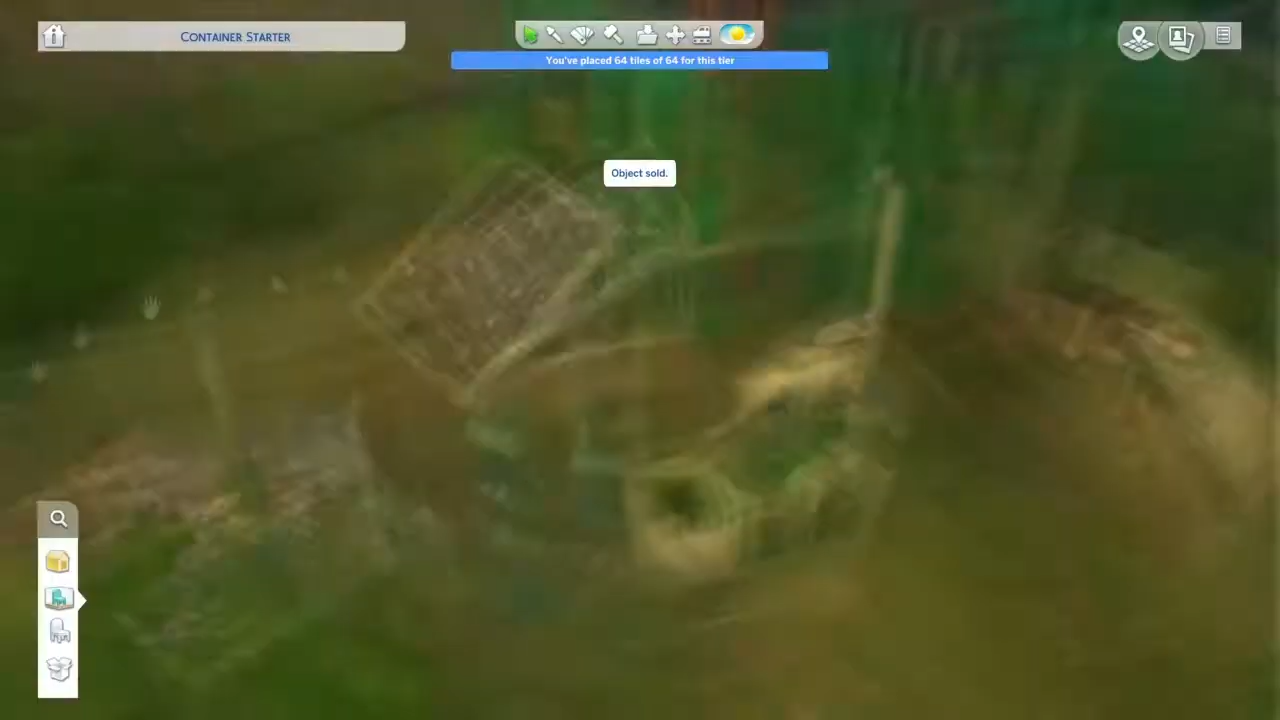 Container Starter
You've placed 64 tiles of 64 for this tier
Object sold.